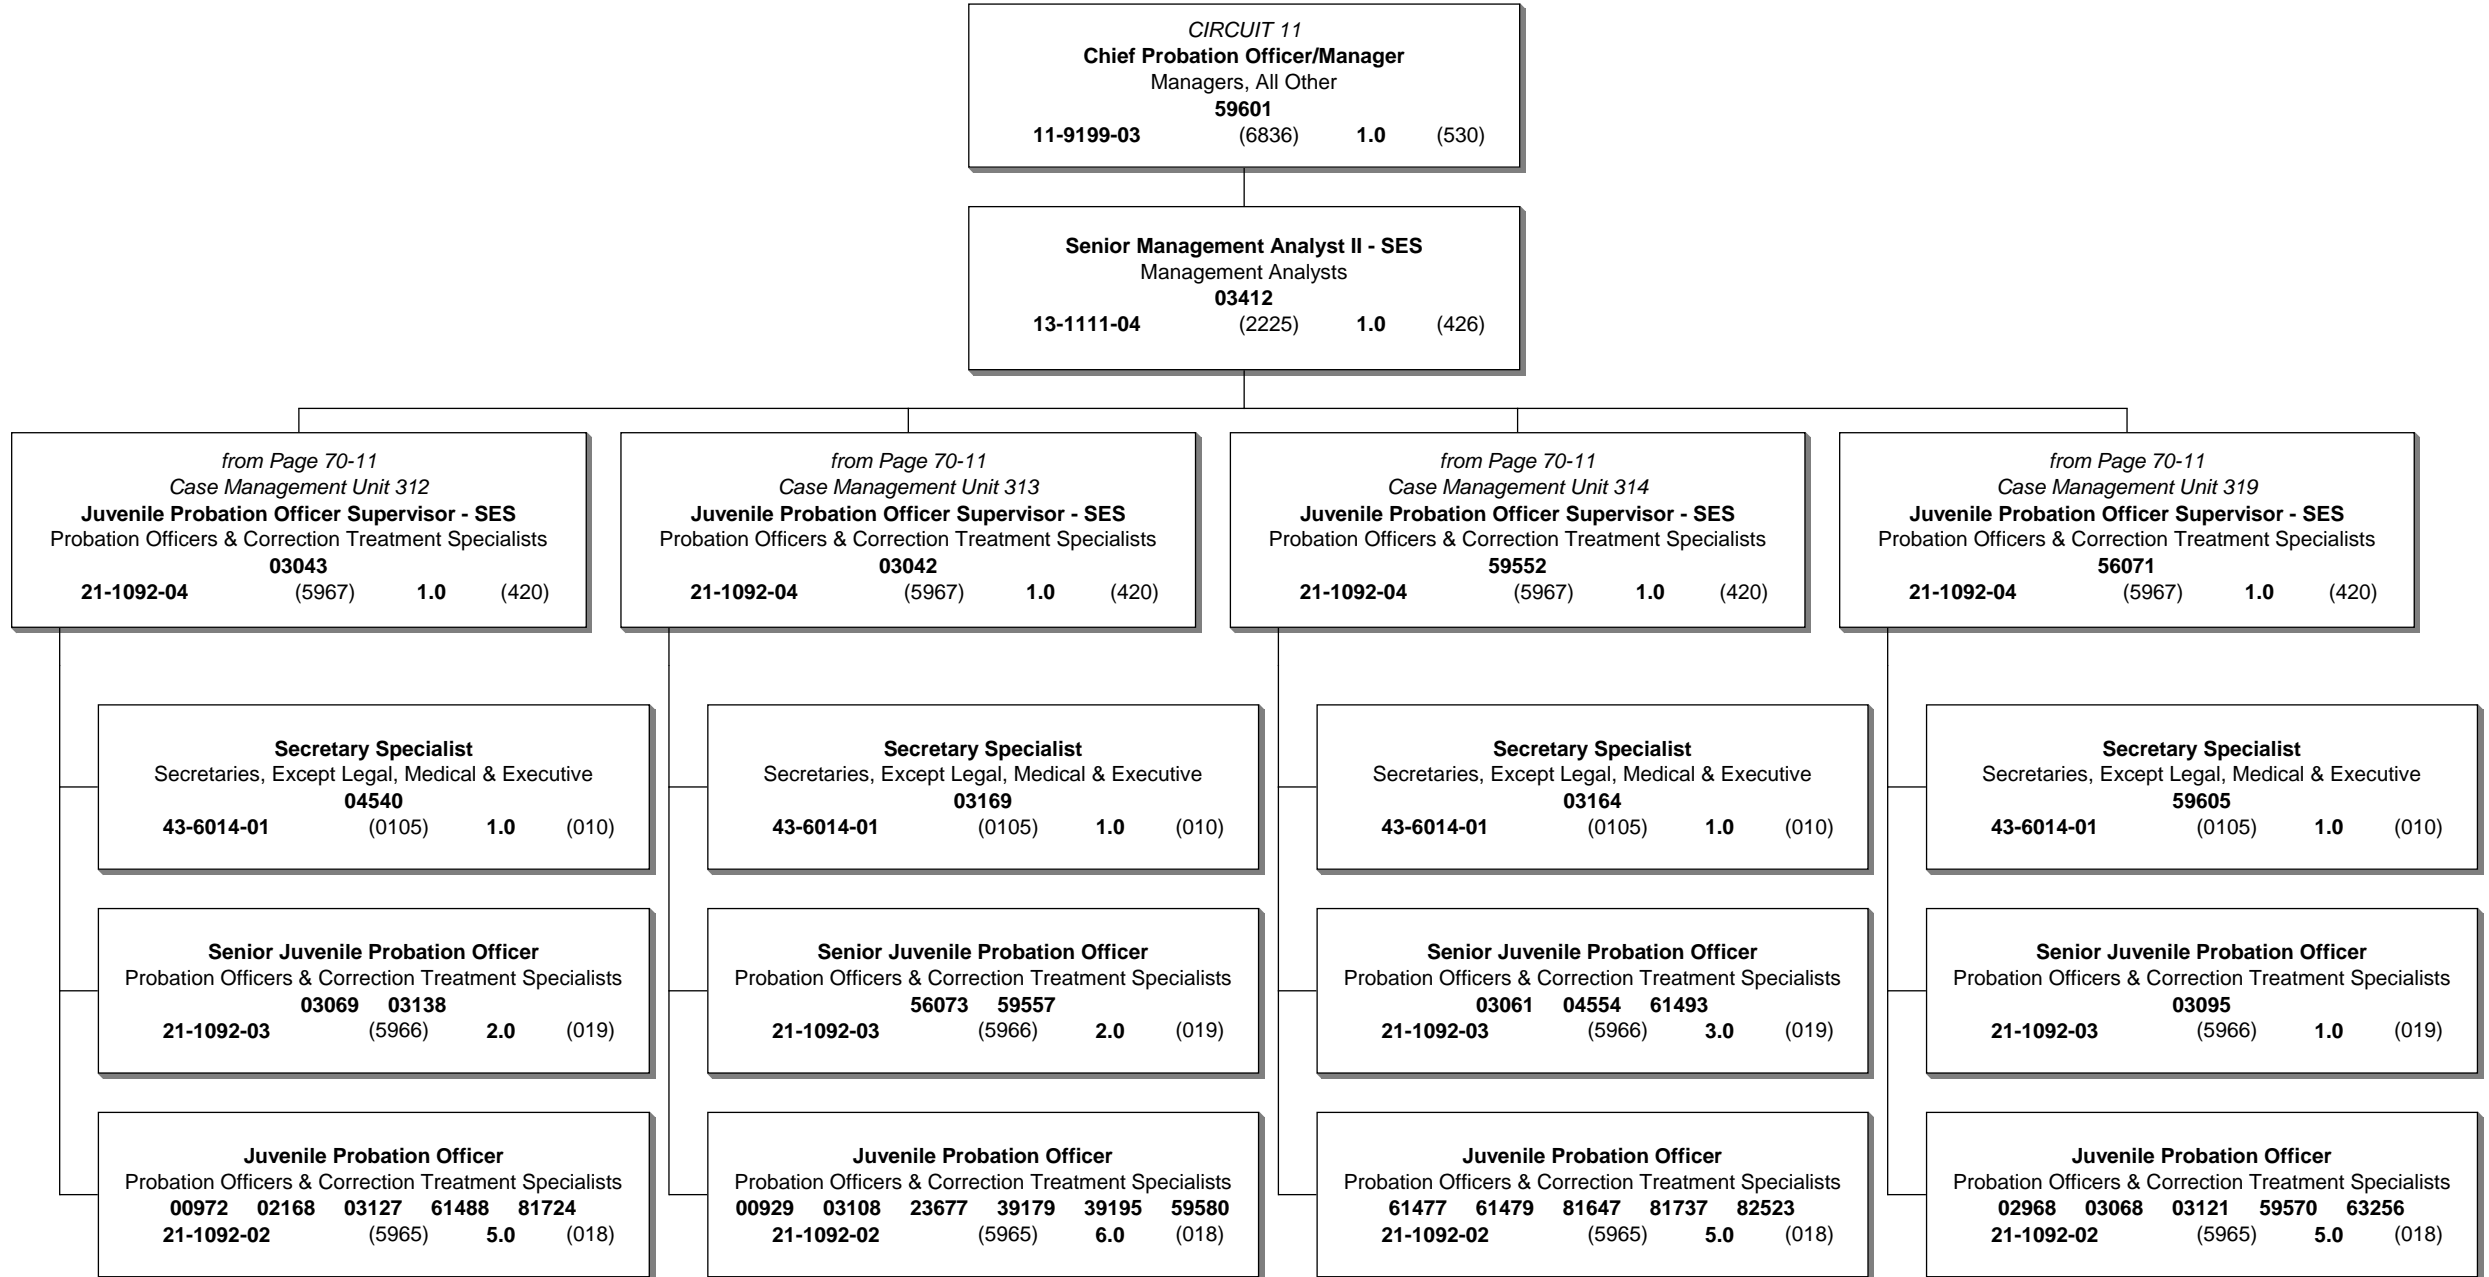 CIRCUIT 11
Chief Probation Officer/Manager
Managers, All Other
59601
11-9199-03 (6836) 1.0 (530)
Senior Management Analyst II - SES
Management Analysts
03412
13-1111-04 (2225) 1.0 (426)
from Page 70-11
Case Management Unit 312
Juvenile Probation Officer Supervisor - SES
Probation Officers & Correction Treatment Specialists
03043
21-1092-04 (5967) 1.0 (420)
from Page 70-11
Case Management Unit 313
Juvenile Probation Officer Supervisor - SES
Probation Officers & Correction Treatment Specialists
03042
21-1092-04 (5967) 1.0 (420)
from Page 70-11
Case Management Unit 314
Juvenile Probation Officer Supervisor - SES
Probation Officers & Correction Treatment Specialists
59552
21-1092-04 (5967) 1.0 (420)
from Page 70-11
Case Management Unit 319
Juvenile Probation Officer Supervisor - SES
Probation Officers & Correction Treatment Specialists
56071
21-1092-04 (5967) 1.0 (420)
Secretary Specialist
Secretaries, Except Legal, Medical & Executive
04540
43-6014-01 (0105) 1.0 (010)
Secretary Specialist
Secretaries, Except Legal, Medical & Executive
03169
43-6014-01 (0105) 1.0 (010)
Secretary Specialist
Secretaries, Except Legal, Medical & Executive
03164
43-6014-01 (0105) 1.0 (010)
Secretary Specialist
Secretaries, Except Legal, Medical & Executive
59605
43-6014-01 (0105) 1.0 (010)
Senior Juvenile Probation Officer
Probation Officers & Correction Treatment Specialists
03069 03138
21-1092-03 (5966) 2.0 (019)
Senior Juvenile Probation Officer
Probation Officers & Correction Treatment Specialists
56073 59557
21-1092-03 (5966) 2.0 (019)
Senior Juvenile Probation Officer
Probation Officers & Correction Treatment Specialists
03061 04554 61493
21-1092-03 (5966) 3.0 (019)
Senior Juvenile Probation Officer
Probation Officers & Correction Treatment Specialists
03095
21-1092-03 (5966) 1.0 (019)
Juvenile Probation Officer
Probation Officers & Correction Treatment Specialists
00972 02168 03127 61488 81724
21-1092-02 (5965) 5.0 (018)
Juvenile Probation Officer
Probation Officers & Correction Treatment Specialists
00929 03108 23677 39179 39195 59580
21-1092-02 (5965) 6.0 (018)
Juvenile Probation Officer
Probation Officers & Correction Treatment Specialists
61477 61479 81647 81737 82523
21-1092-02 (5965) 5.0 (018)
Juvenile Probation Officer
Probation Officers & Correction Treatment Specialists
02968 03068 03121 59570 63256
21-1092-02 (5965) 5.0 (018)